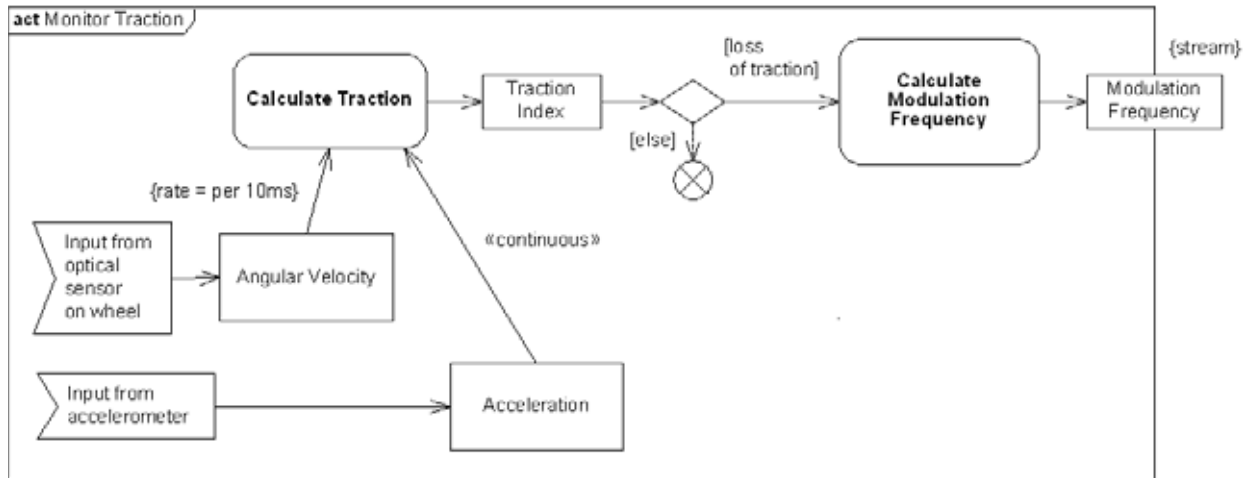 act Monitor Traction
{stream}
[loss
of traction]
Calculate Traction
Traction
Index
Calculate
Modulation
Frequency
Modulation
Frequency
[else]
{rate = per 10ms}
Input from
optical
sensor
on wheel
Angular Velocity
«continuous»
Input from
accelerometer
Acceleration